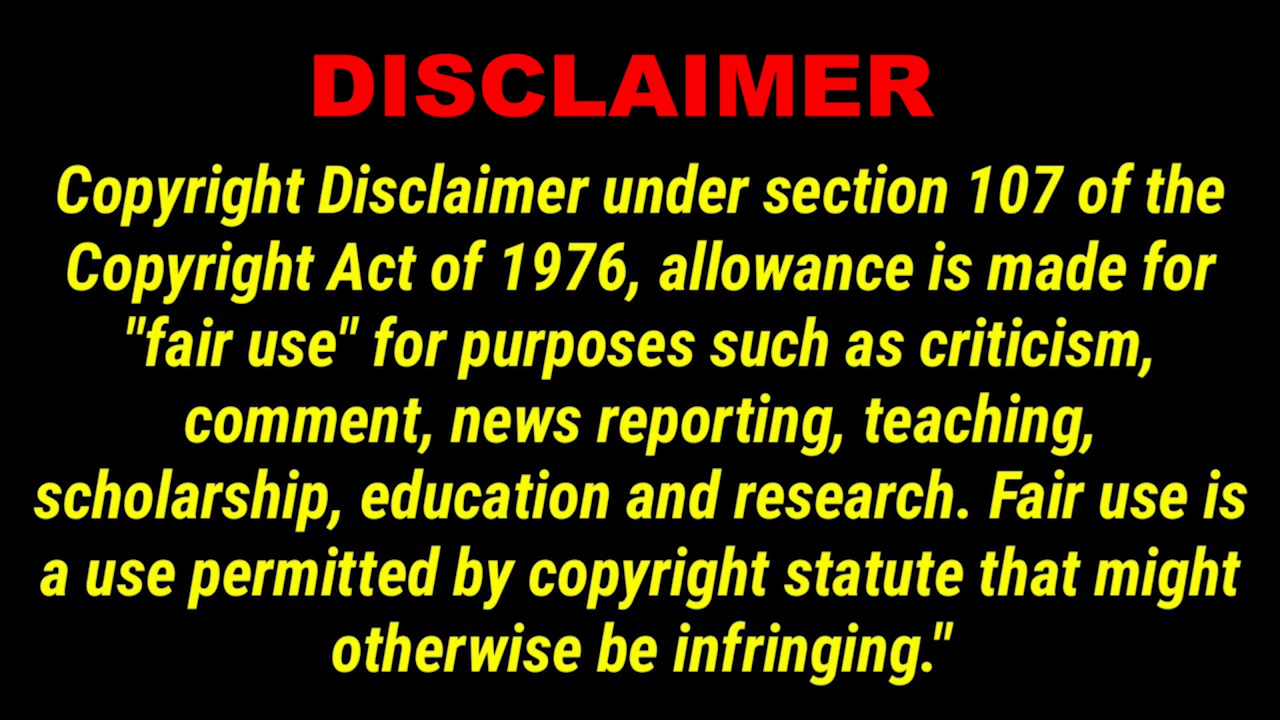 DISCLAIMER
Copyright Disclaimer under section 107 of the
Copyright Act of 1976, allowance is made for
"fair use" for purposes such as criticism,
comment, news reporting, teaching,
scholarship, education and research. Fair use is
a use permitted by copyright statute that might
otherwise be infringing."